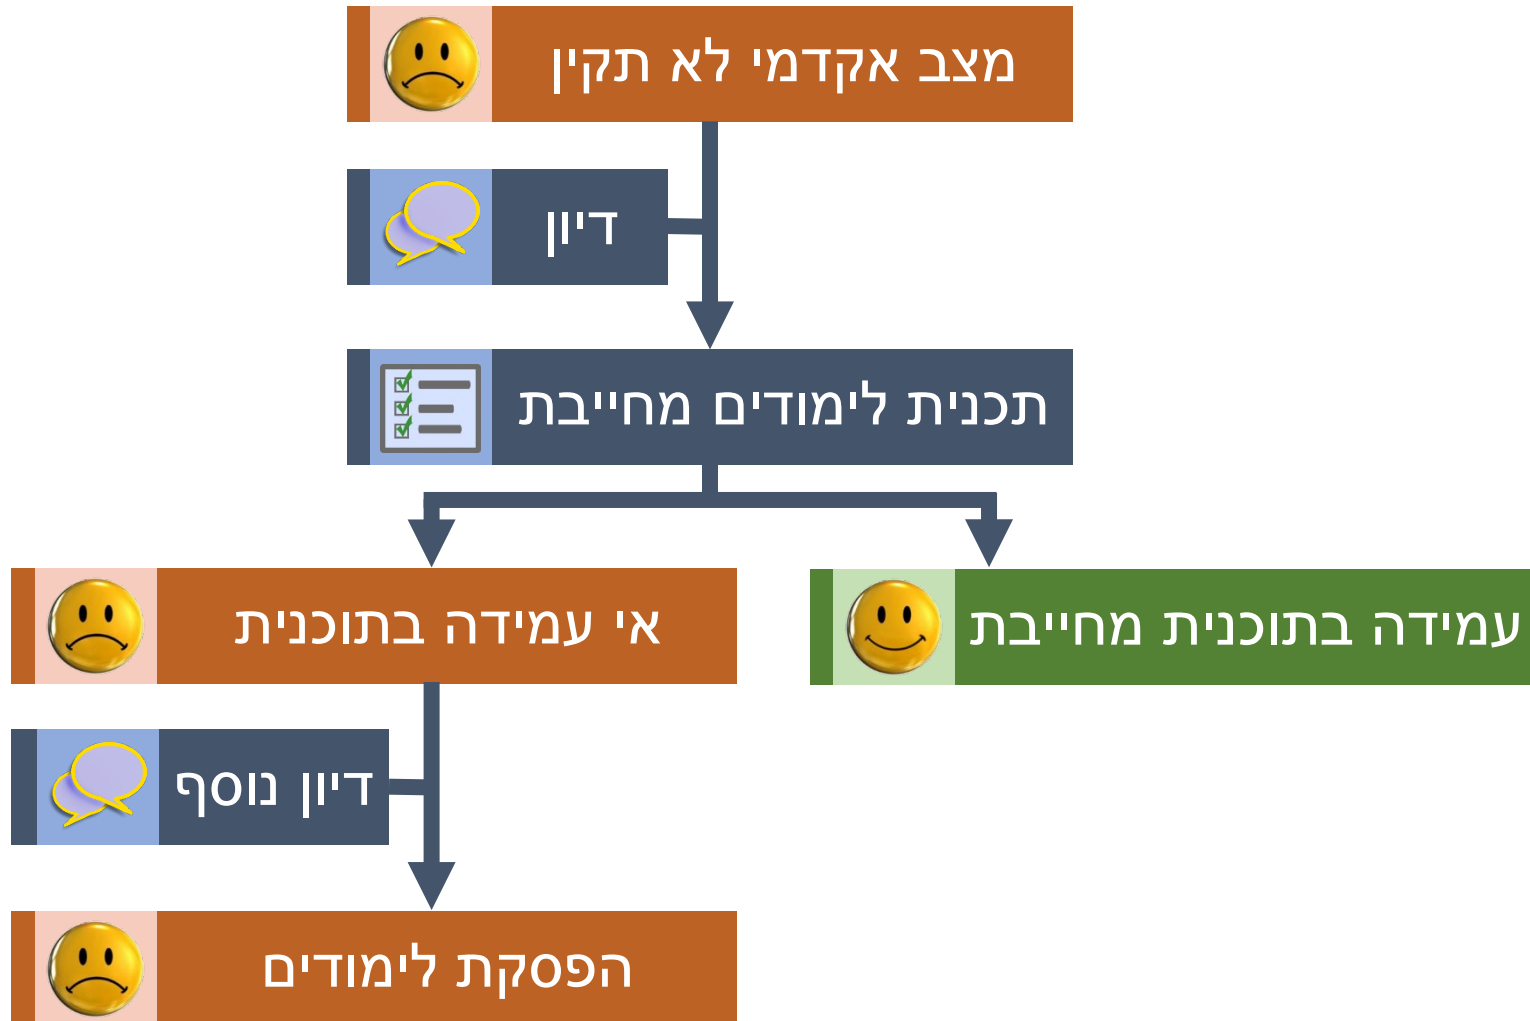 מצב אקדמי לא תקין
דיון
תכנית לימודים מחייבת
עמידה בתוכנית מחייבת
אי עמידה בתוכנית
דיון נוסף
הפסקת לימודים